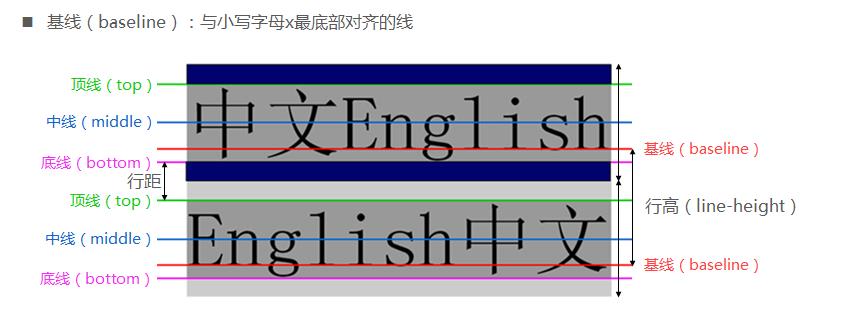 ■ 基线（baseline）：与小写字母x最底部对齐的线
顶线（top）
中文English
中线（middle）
基线（baseline）
底线（bottom）
行距
顶线（top）
行高（line-height）
English中文
中线（middle）
基线（baseline）
底线（bottom）